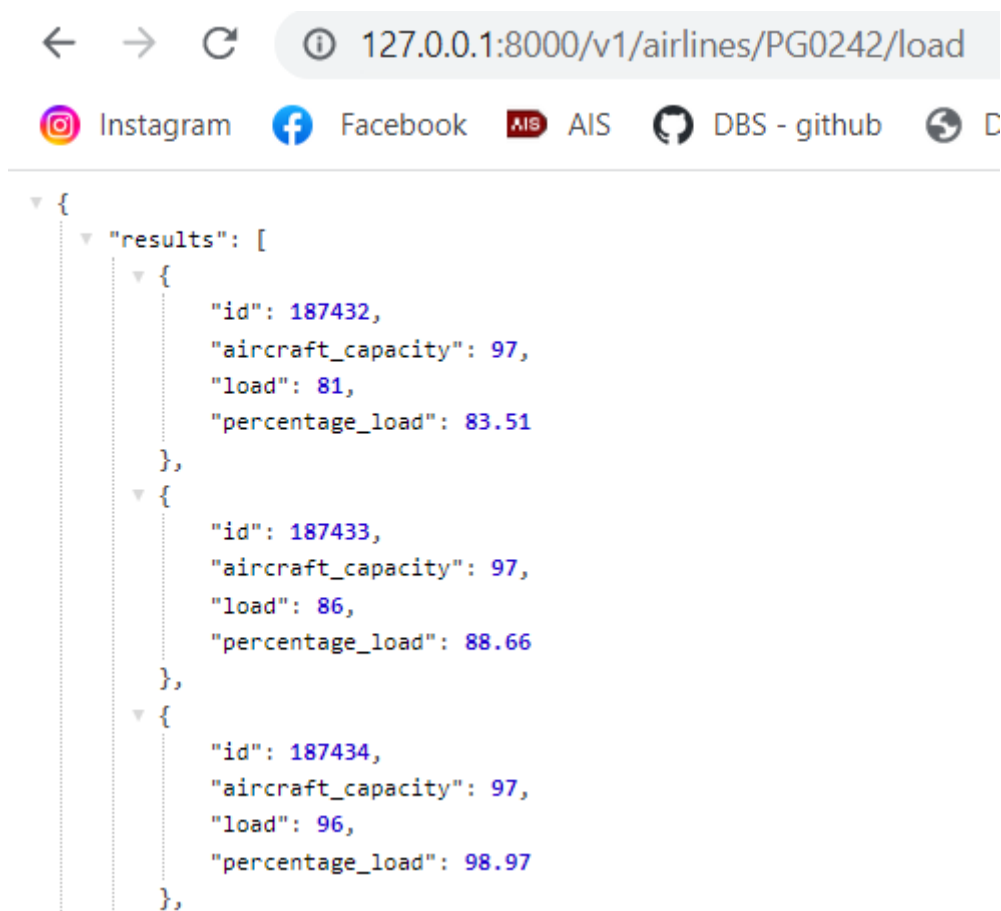 127.0.0.1:8000/v1/airlines/PG0242/load
Instagram Facebook AIS AIS DBS - github D
{
"results": [
{
"id": 187432,
"aircraft_capacity": 97,
"load": 81,
"percentage_load": 83.51
},
{
"id": 187433,
"aircraft_capacity": 97,
"load": 86,
"percentage_load": 88.66
},
{
"id": 187434,
"aircraft_capacity": 97,
"load": 96,
"percentage_load": 98.97
},